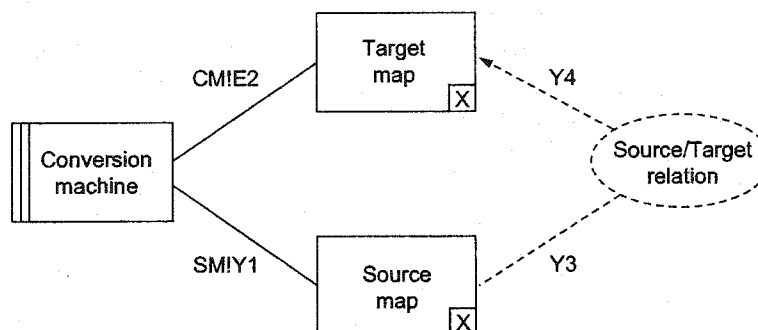 Target
map
X
CM!E2
Y4
Conversion
machine
Source/Target
relation
SM!Y1
Y3
Source
map
X